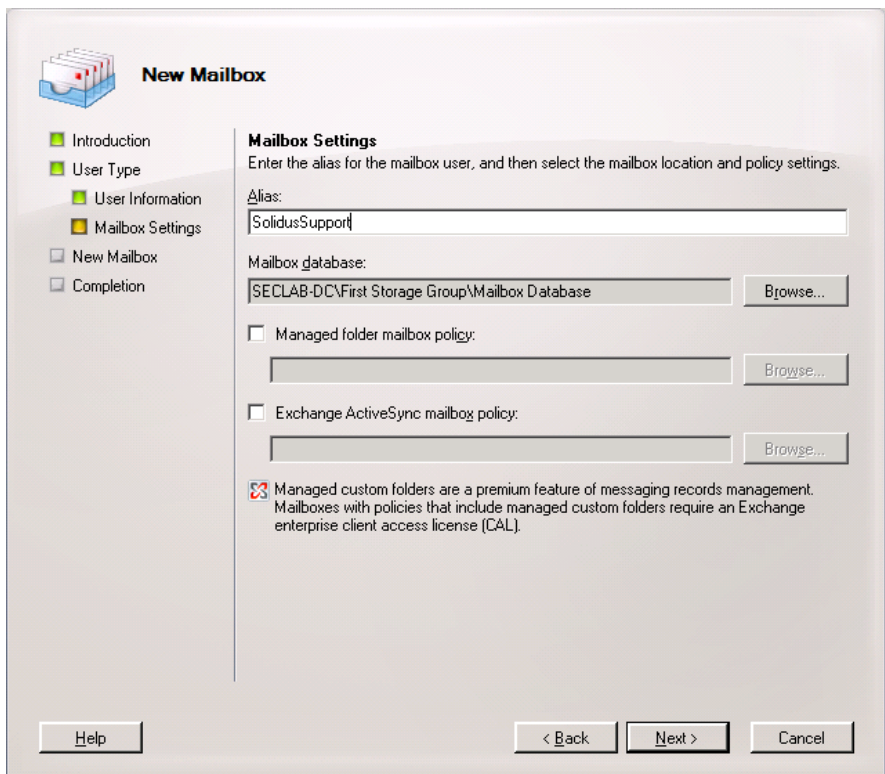 New Mailbox
Introduction
User Type
User Information
Mailbox Settings
New Mailbox
Completion
Mailbox Settings
Enter the alias for the mailbox user, and then select the mailbox location and policy settings.
Alias:
SolidusSupport
Mailbox database:
SECLAB-DC\First Storage Group\Mailbox Database
Browse...
Managed folder mailbox policy:
Browse...
Exchange ActiveSync mailbox policy:
Browse...
Managed custom folders are a premium feature of messaging records management.
Mailboxes with policies that include managed custom folders require an Exchange
enterprise client access license (CAL).
Help
< Back
Next >
Cancel